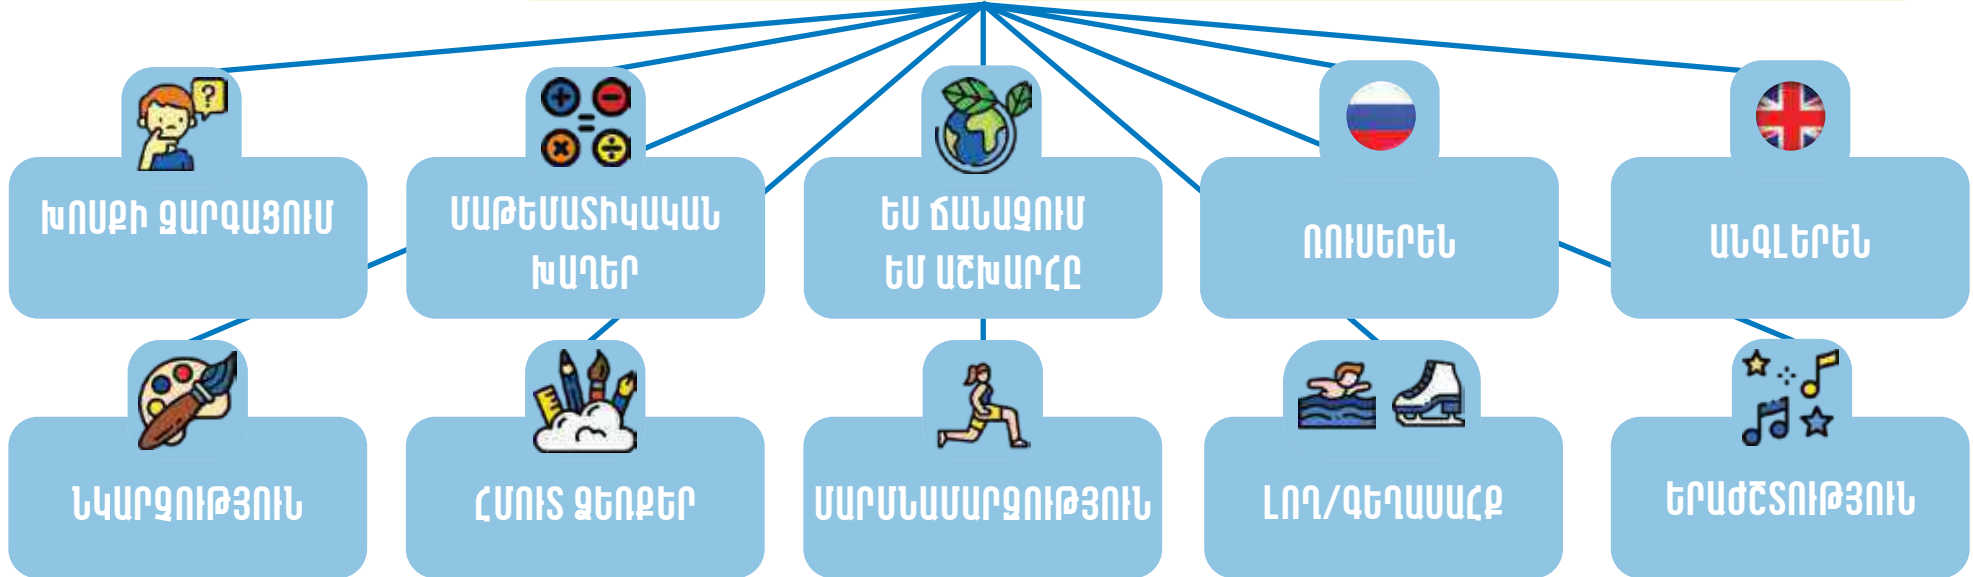 ԽՈՍՔԻ ԶԱՐԳԱՑՈՒՄ
ՄԱԹԵՄԱՏԻԿԱԿԱՆ
ԽԱՂԵՐ
ԵՍ ՃԱՆԱՉՈՒՄ
ԵՄ ԱՇԽԱՐՀԸ
ՌՈՒՍԵՐԵՆ
ԱՆԳԼԵՐԵՆ
ՆԿԱՐՉՈՒԹՅՈՒՆ
ՀՄՈՒՏ ՁԵՌՔԵՐ
ՄԱՐՄՆԱՄԱՐԶՈՒԹՅՈՒՆ
ԼՈՂ/ԳԵՂԱՍԱՀՔ
ԵՐԱԺՇՏՈՒԹՅՈՒՆ